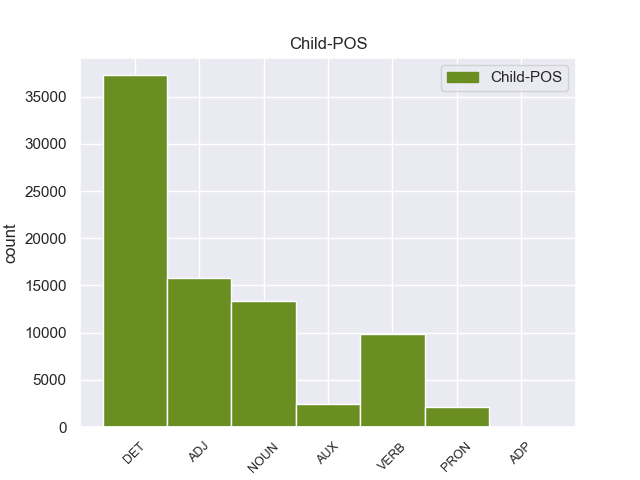 Child-POS
Child-POS
35000
30000
25000
20000
15000
10000
5000
0
count
DET
ADJ
NOUN
AUX
VERB
PRON
ADP